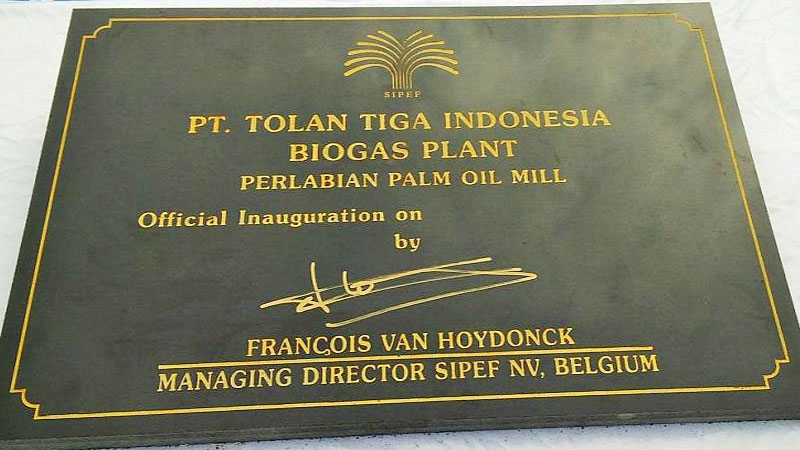 SIPEF
PT. TOLAN TIGA INDONESIA
BIOGAS PLANT
PERLABIAN PALM OIL MILL
Official Inauguration on
by
FRANÇOIS VAN HOYDONCK
MANAGING DIRECTOR SIPEF NV, BELGIUM